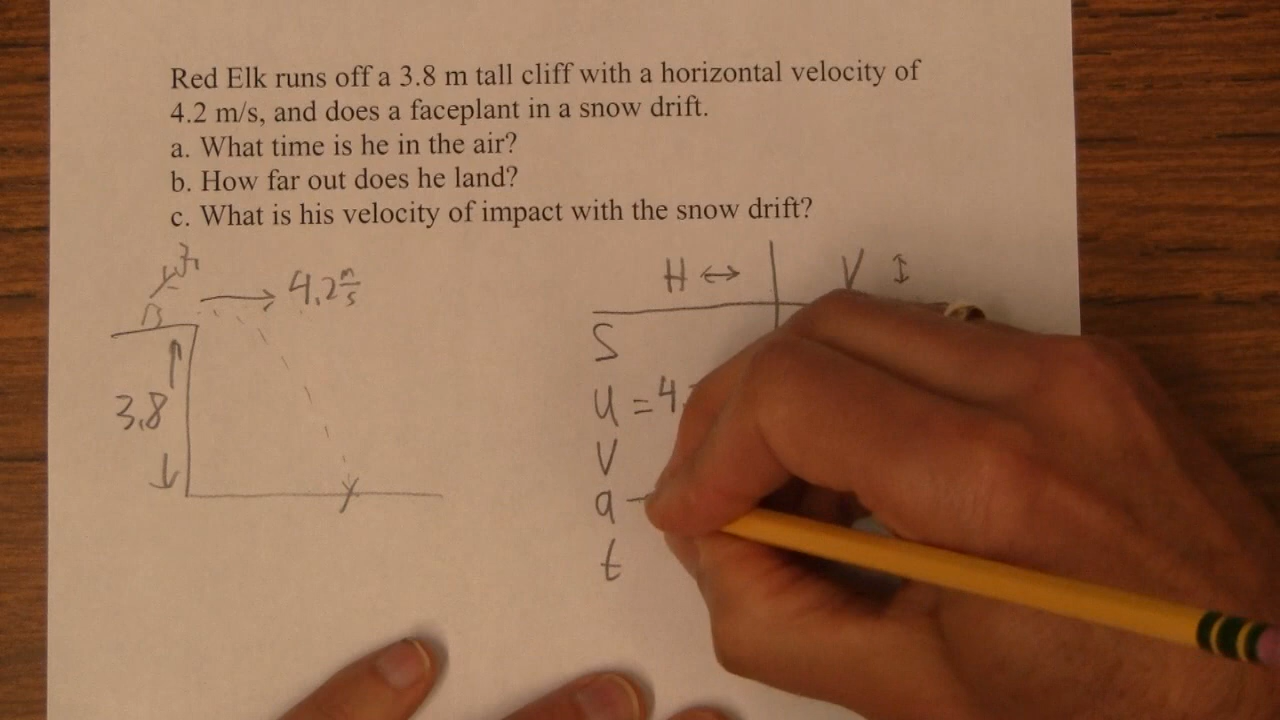 Red Elk runs off a 3.8 m tall cliff with a horizontal velocity of
4.2 m/s, and does a faceplant in a snow drift.
a. What time is he in the air?
b. How far out does he land?
c. What is his velocity of impact with the snow drift?
→ 4.2 m/s
3.8
H ↔ V ↕
S
u = 4.
V
a
t